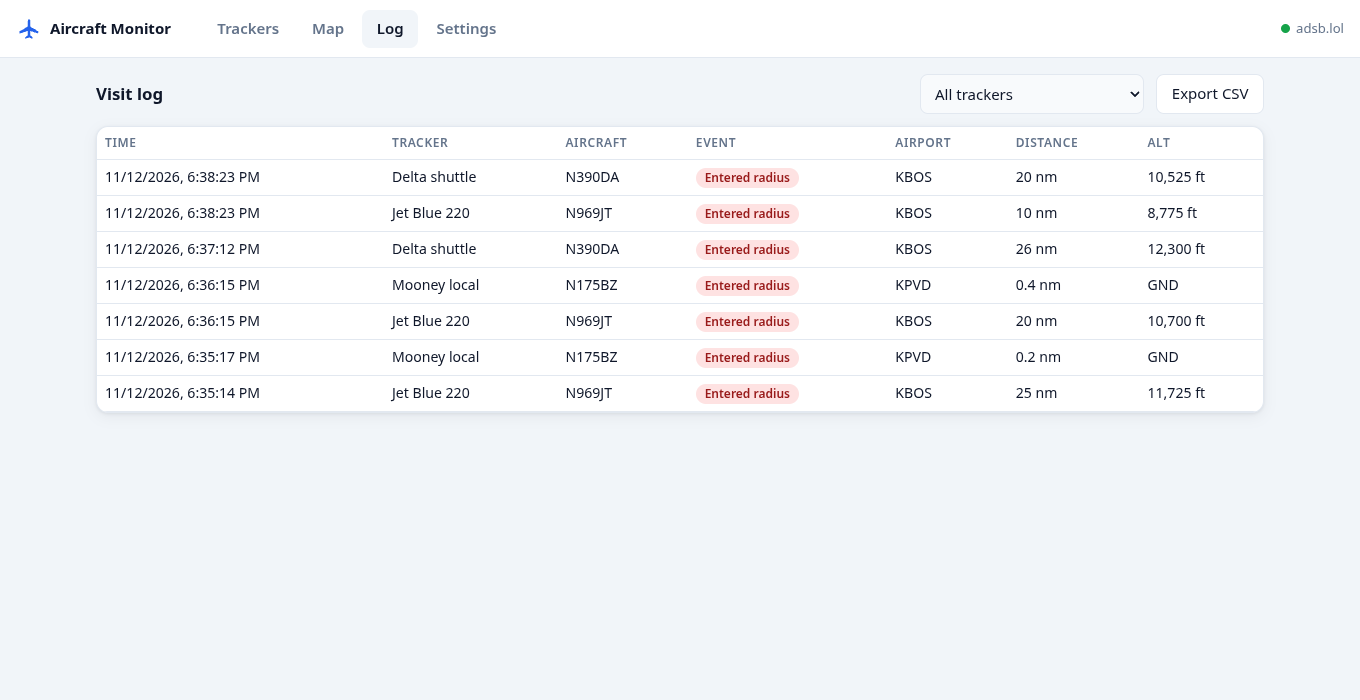 Aircraft Monitor Trackers Map Log Settings adsb.lol
Visit log All trackers Export CSV
TIME TRACKER AIRCRAFT EVENT AIRPORT DISTANCE ALT
11/12/2026, 6:38:23 PM Delta shuttle N390DA Entered radius KBOS 20 nm 10,525 ft
11/12/2026, 6:38:23 PM Jet Blue 220 N969JT Entered radius KBOS 10 nm 8,775 ft
11/12/2026, 6:37:12 PM Delta shuttle N390DA Entered radius KBOS 26 nm 12,300 ft
11/12/2026, 6:36:15 PM Mooney local N175BZ Entered radius KPVD 0.4 nm GND
11/12/2026, 6:36:15 PM Jet Blue 220 N969JT Entered radius KBOS 20 nm 10,700 ft
11/12/2026, 6:35:17 PM Mooney local N175BZ Entered radius KPVD 0.2 nm GND
11/12/2026, 6:35:14 PM Jet Blue 220 N969JT Entered radius KBOS 25 nm 11,725 ft